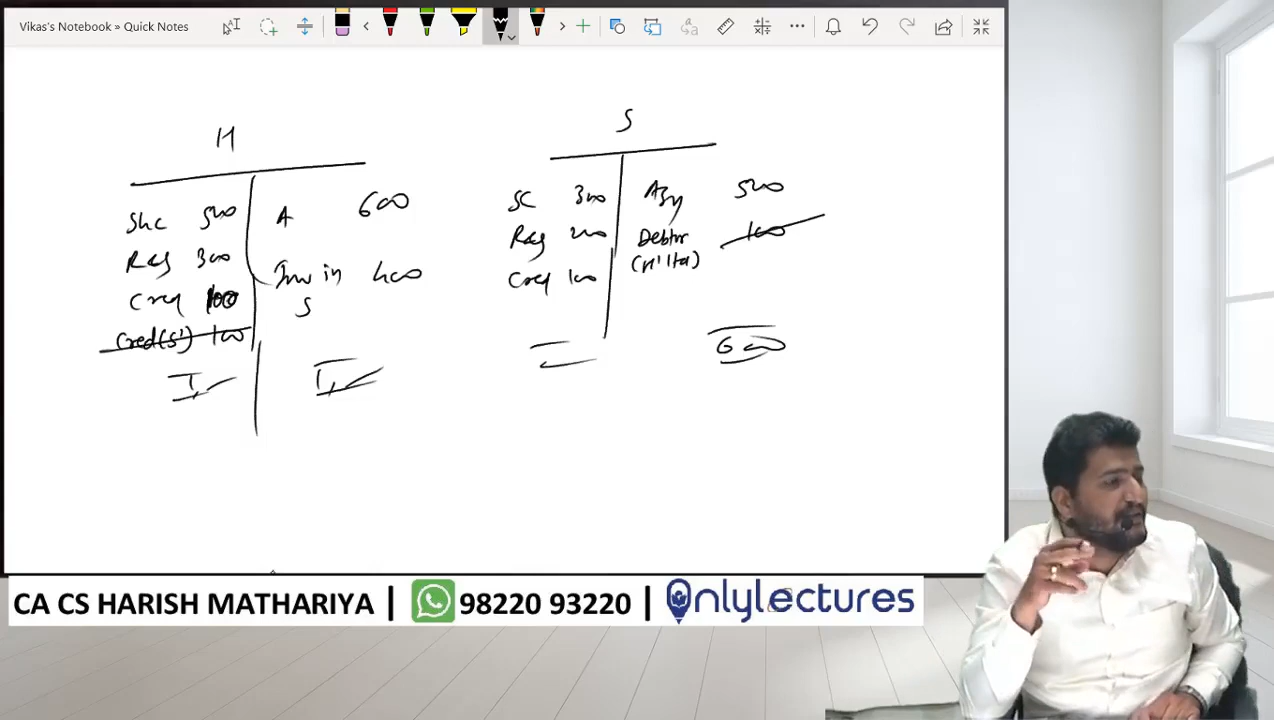 Vikas's Notebook » Quick Notes
H
S
Shc 500
A 600
Res 300
Inv in 400
S
Cred 100
Cred(S') 100
SC 300
500
Res 200
Debtor 100
(H' Ltd)
Cred 100
600
CA CS HARISH MATHARIYA | 98220 93220 | Onlylectures